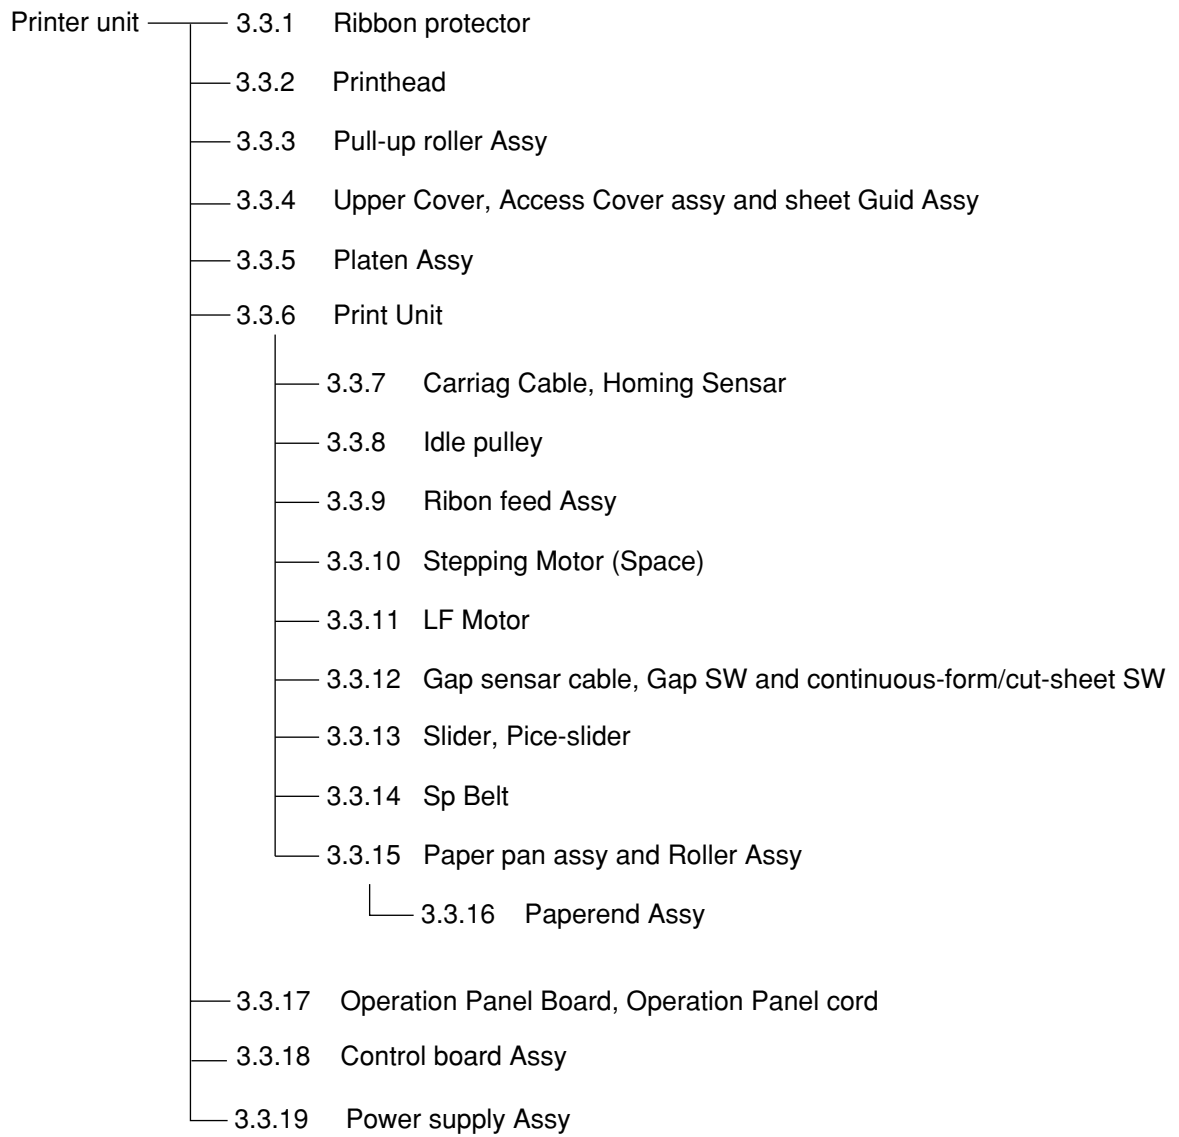 Printer unit 3.3.1 Ribbon protector
3.3.2 Printhead
3.3.3 Pull-up roller Assy
3.3.4 Upper Cover, Access Cover assy and sheet Guid Assy
3.3.5 Platen Assy
3.3.6 Print Unit
3.3.7 Carriag Cable, Homing Sensar
3.3.8 Idle pulley
3.3.9 Ribon feed Assy
3.3.10 Stepping Motor (Space)
3.3.11 LF Motor
3.3.12 Gap sensar cable, Gap SW and continuous-form/cut-sheet SW
3.3.13 Slider, Pice-slider
3.3.14 Sp Belt
3.3.15 Paper pan assy and Roller Assy
3.3.16 Paperend Assy
3.3.17 Operation Panel Board, Operation Panel cord
3.3.18 Control board Assy
3.3.19 Power supply Assy